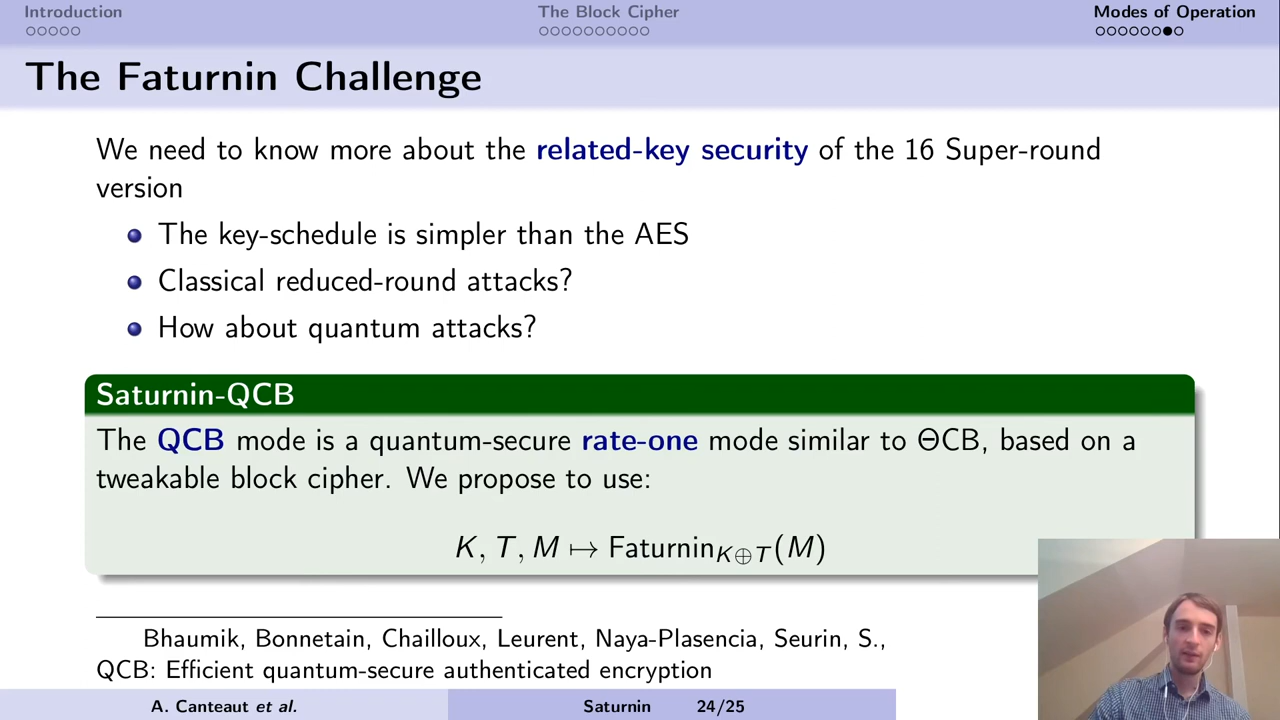 Introduction
The Block Cipher
Modes of Operation
The Faturnin Challenge
We need to know more about the related-key security of the 16 Super-round
version
The key-schedule is simpler than the AES
Classical reduced-round attacks?
How about quantum attacks?
Saturnin-QCB
The QCB mode is a quantum-secure rate-one mode similar to ΘCB, based on a
tweakable block cipher. We propose to use:
K, T, M ↦ Faturnin_{K⊕T}(M)
Bhaumik, Bonnetain, Chailloux, Leurent, Naya-Plasencia, Seurin, S.,
QCB: Efficient quantum-secure authenticated encryption
A. Canteaut et al.
Saturnin
24/25